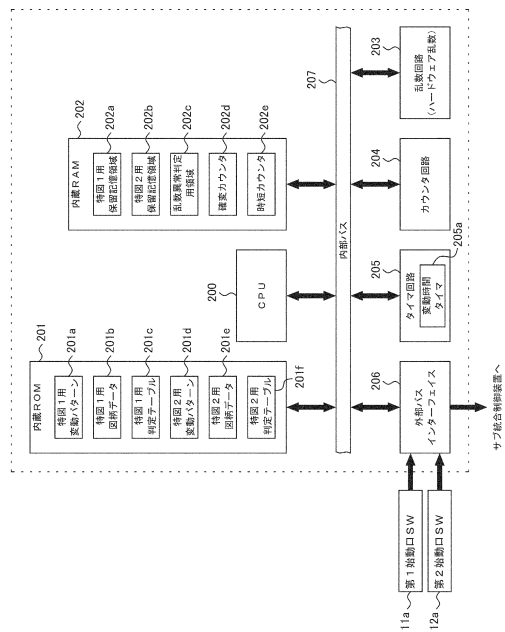 201
内蔵ROM
特図1用
変動パターン
201a
特図1用
図柄データ
201b
特図1用
判定テーブル
201c
特図2用
変動パターン
201d
特図2用
図柄データ
201e
特図2用
判定テーブル
201f
200
CPU
202
内蔵RAM
特図1用
保留記憶領域
202a
特図2用
保留記憶領域
202b
乱数異常判定
用領域
202c
確変カウンタ
202d
時短カウンタ
202e
内部バス
207
206
外部バス
インターフェイス
205
タイマ回路
変動時間
タイマ
205a
204
カウンタ回路
203
乱数回路
(ハードウェア乱数)
第1始動口SW
11a
第2始動口SW
12a
サブ統合制御装置へ